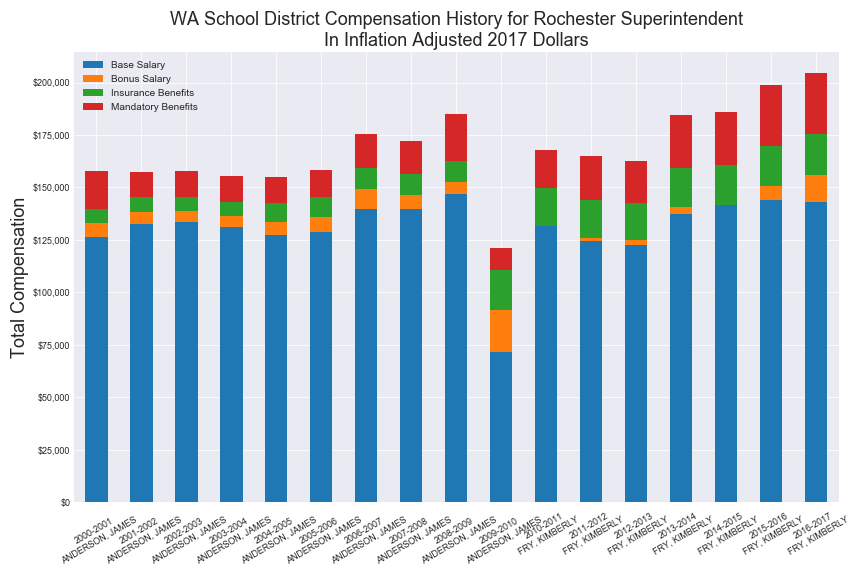 WA School District Compensation History for Rochester Superintendent
In Inflation Adjusted 2017 Dollars
Base Salary
Bonus Salary
Insurance Benefits
Mandatory Benefits
Total Compensation
$200,000
$175,000
$150,000
$125,000
$100,000
$75,000
$50,000
$25,000
$0
2000-2001
ANDERSON, JAMES
2001-2002
ANDERSON, JAMES
2002-2003
ANDERSON, JAMES
2003-2004
ANDERSON, JAMES
2004-2005
ANDERSON, JAMES
2005-2006
ANDERSON, JAMES
2006-2007
ANDERSON, JAMES
2007-2008
ANDERSON, JAMES
2008-2009
ANDERSON, JAMES
2009-2010
ANDERSON, JAMES
2010-2011
FRY, KIMBERLY
2011-2012
FRY, KIMBERLY
2012-2013
FRY, KIMBERLY
2013-2014
FRY, KIMBERLY
2014-2015
FRY, KIMBERLY
2015-2016
FRY, KIMBERLY
2016-2017
FRY, KIMBERLY